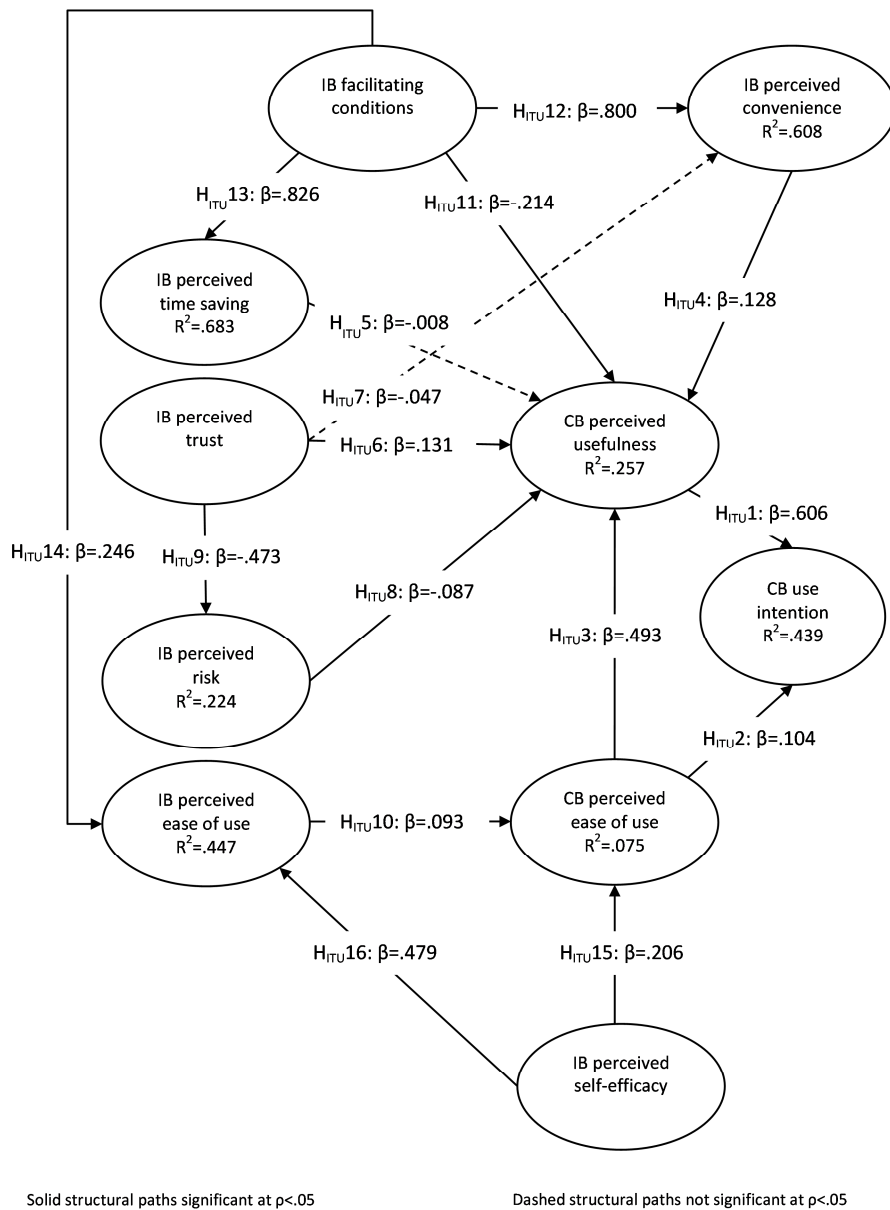 IB facilitating
conditions
IB perceived
convenience
R²=.608
H_ITU12: β=.800
H_ITU13: β=.826
H_ITU11: β=-.214
IB perceived
time saving
R²=.683
H_ITU5: β=-.008
H_ITU4: β=.128
IB perceived
trust
H_ITU7: β=-.047
H_ITU6: β=.131
CB perceived
usefulness
R²=.257
H_ITU1: β=.606
H_ITU14: β=.246
H_ITU9: β=-.473
H_ITU8: β=-.087
CB use
intention
R²=.439
H_ITU3: β=.493
IB perceived
risk
R²=.224
H_ITU2: β=.104
IB perceived
ease of use
R²=.447
H_ITU10: β=.093
CB perceived
ease of use
R²=.075
H_ITU16: β=.479
H_ITU15: β=.206
IB perceived
self-efficacy
Solid structural paths significant at ρ<.05
Dashed structural paths not significant at ρ<.05